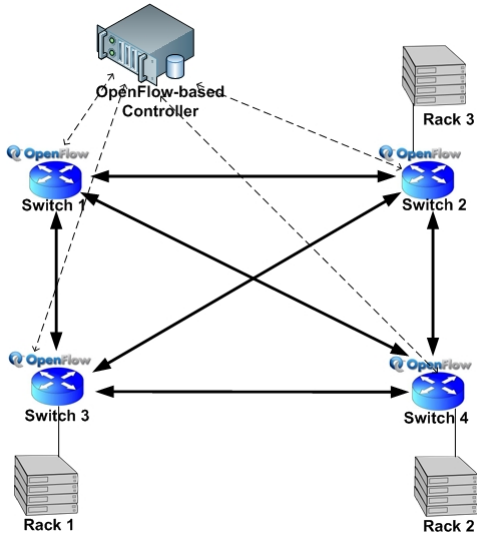 OpenFlow-based
Controller
Rack 3
OpenFlow
OpenFlow
Switch 1
Switch 2
OpenFlow
OpenFlow
Switch 3
Switch 4
Rack 1
Rack 2